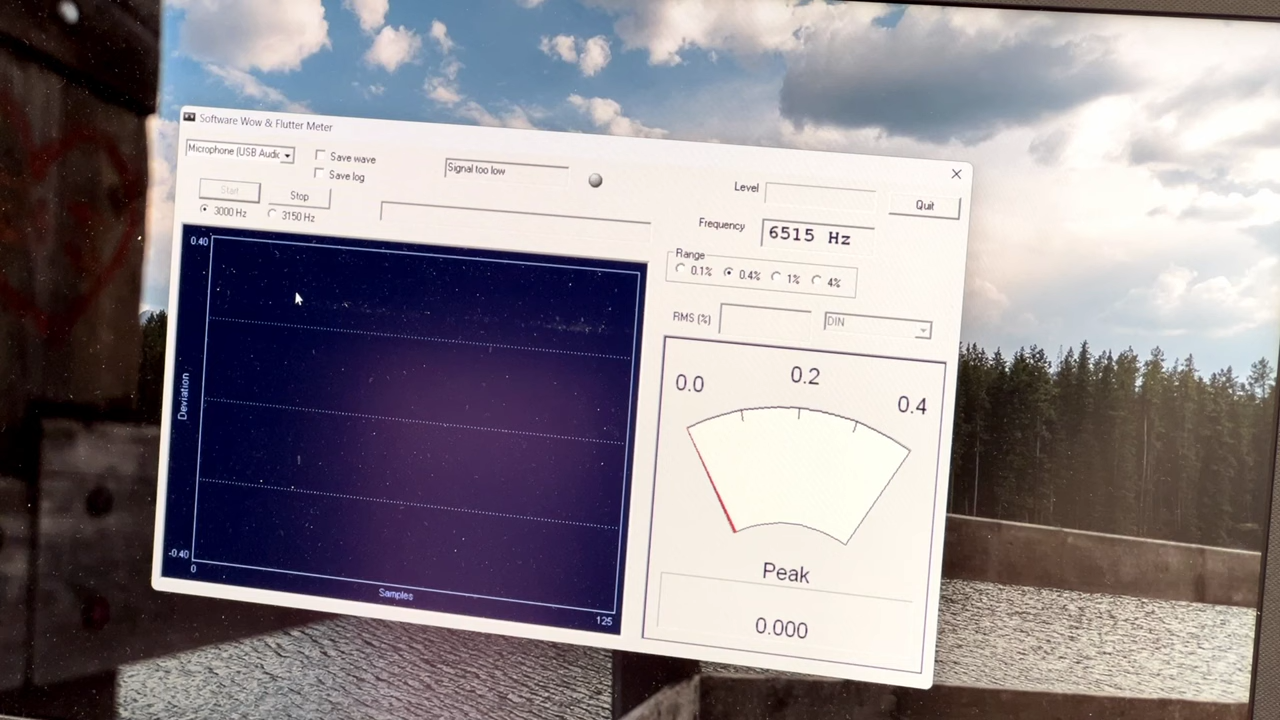 Software Wow & Flutter Meter
Microphone (USB Audic
Save wave
Save log
Signal too low
Level
Quit
Start
Stop
3000 Hz
3150 Hz
Frequency
6515 Hz
Range
0.1%
0.4%
1%
4%
RMS (%)
DIN
0.40
Deviation
-0.40
0
Samples
125
0.0
0.2
0.4
Peak
0.000